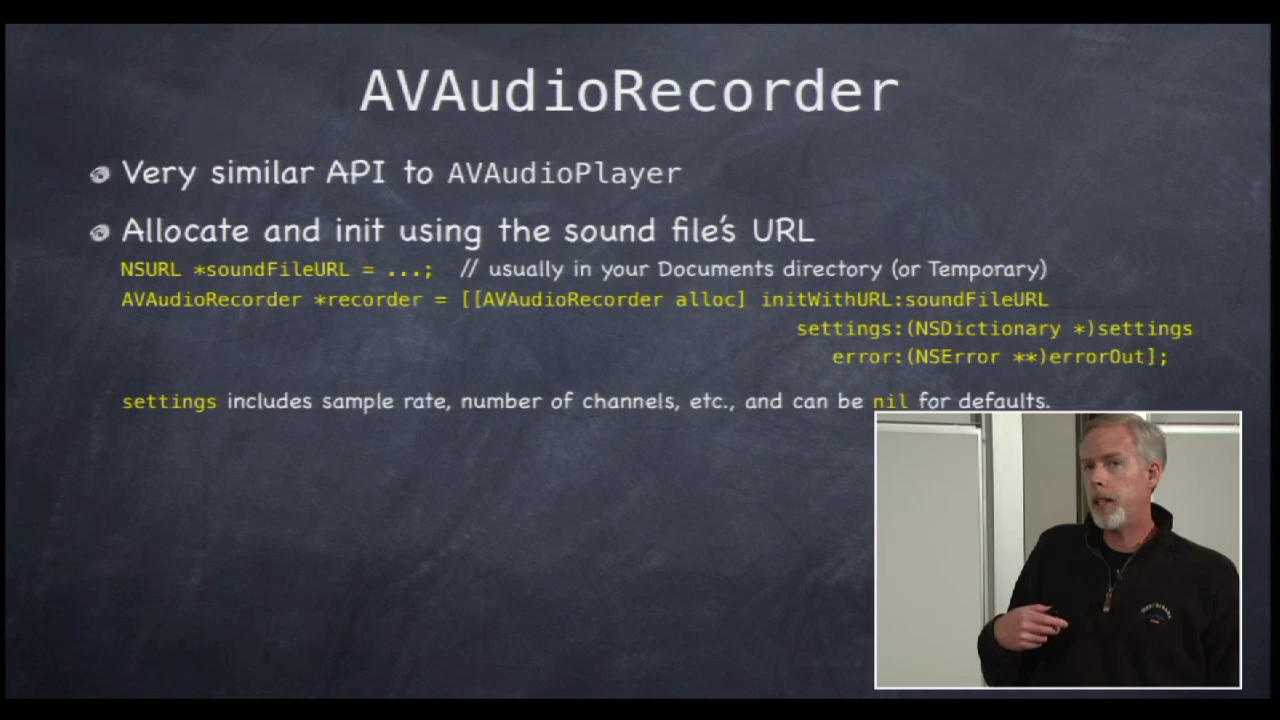 AVAudioRecorder
Very similar API to AVAudioPlayer
Allocate and init using the sound file's URL
NSURL *soundFileURL = ...; // usually in your Documents directory (or Temporary)
AVAudioRecorder *recorder = [[AVAudioRecorder alloc] initWithURL:soundFileURL
settings:(NSDictionary *)settings
error:(NSError **)errorOut];
settings includes sample rate, number of channels, etc., and can be nil for defaults.